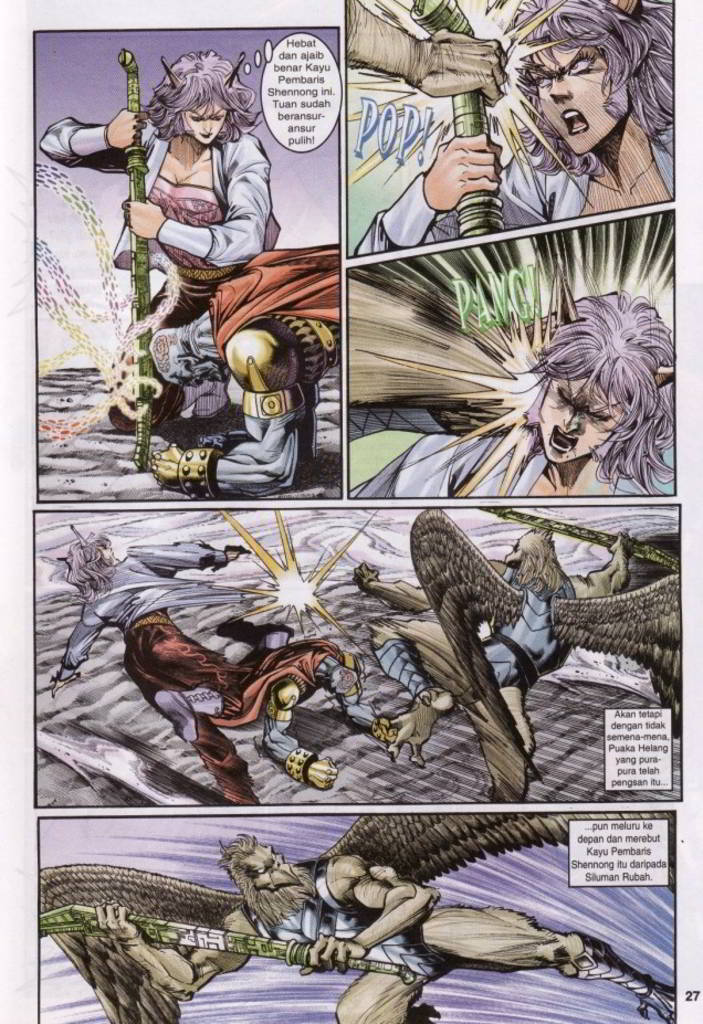 Hebat
dan ajaib
benar Kayu
Pembaris
Shennong ini.
Tuan sudah
beransur-
ansur
pulih!
POP!
PANG!
Akan tetapi
dengan tidak
semena-mena,
Puaka Helang
yang pura-
pura telah
pengsan itu...
...pun meluru ke
depan dan merebut
Kayu Pembaris
Shennong itu daripada
Siluman Rubah.
27